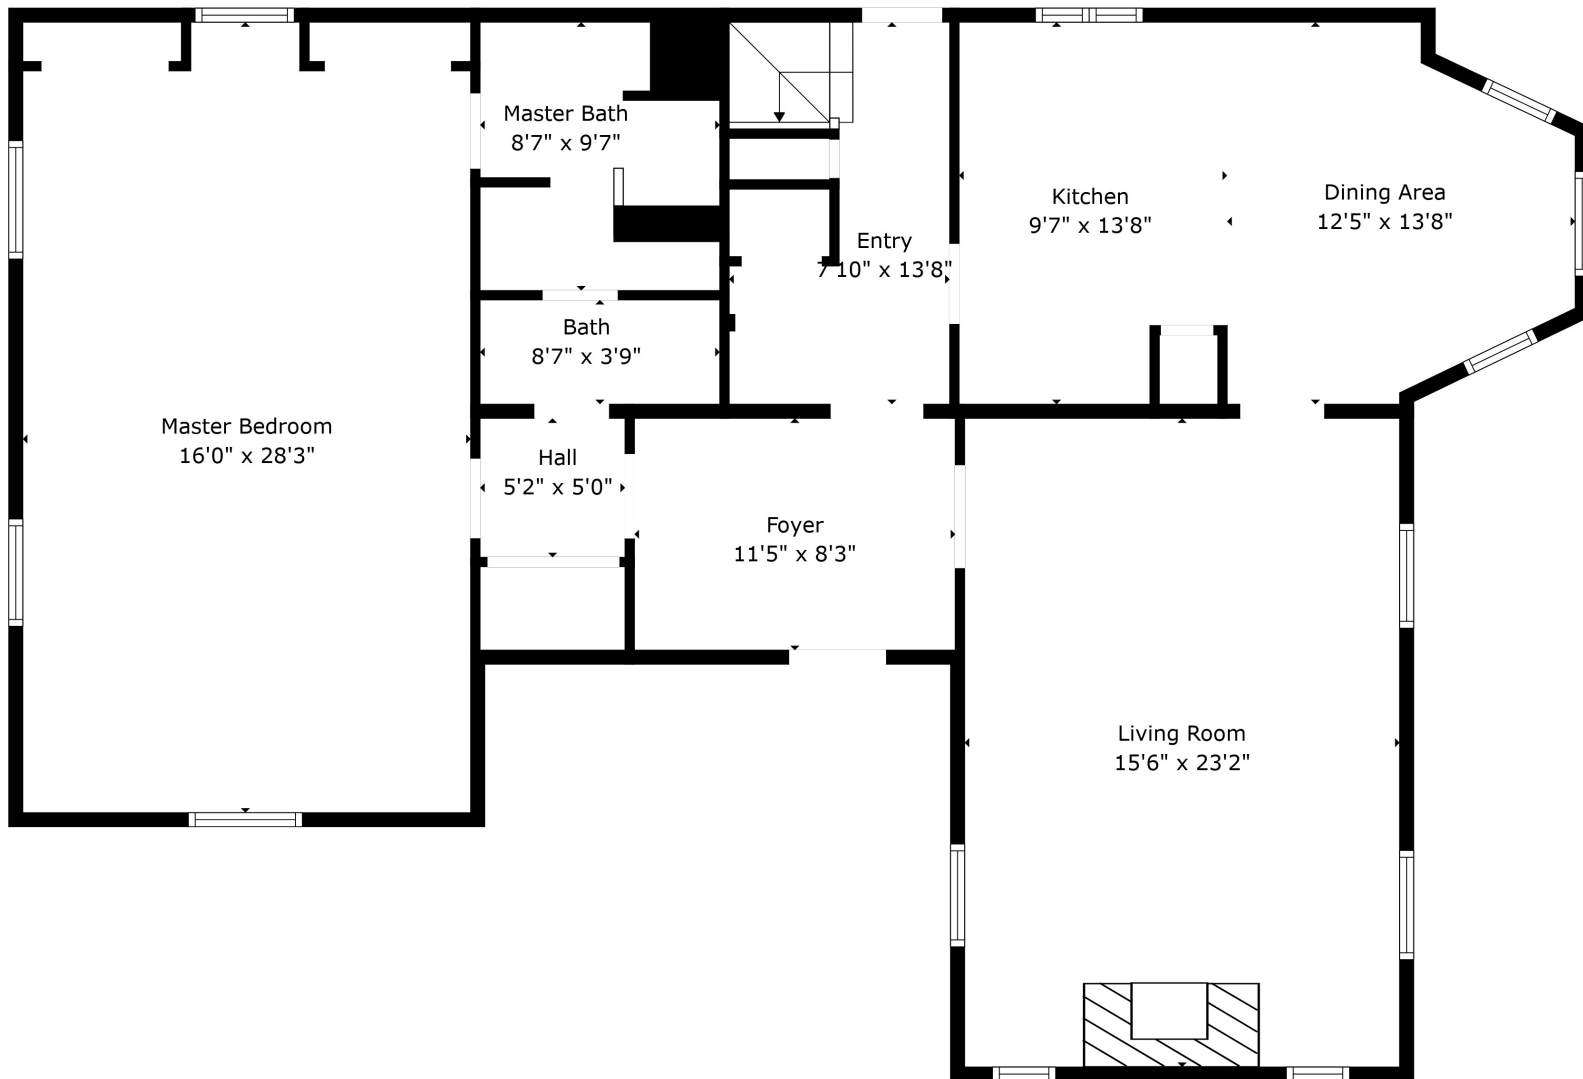 Master Bath
8'7" x 9'7"
Kitchen
9'7" x 13'8"
Dining Area
12'5" x 13'8"
Entry
7'10" x 13'8"
Bath
8'7" x 3'9"
Master Bedroom
16'0" x 28'3"
Hall
5'2" x 5'0"
Foyer
11'5" x 8'3"
Living Room
15'6" x 23'2"